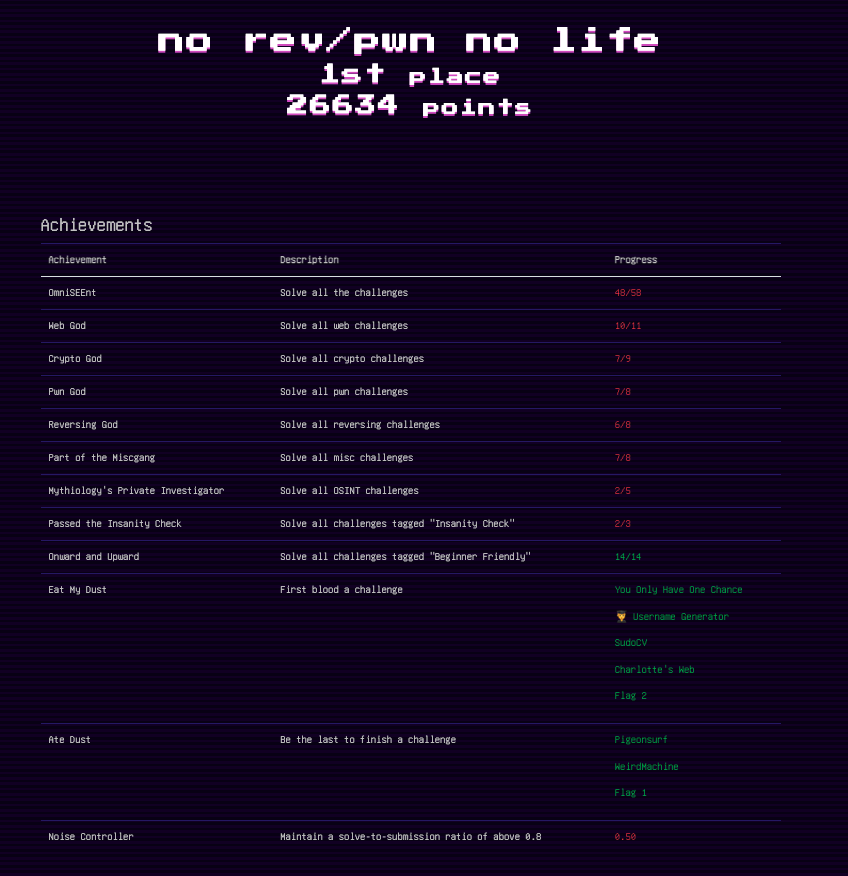 no rev/pwn no life
1st place
26634 points
Achievements
Achievement Description Progress
OmniSEEnt Solve all the challenges 48/58
Web God Solve all web challenges 10/11
Crypto God Solve all crypto challenges 7/9
Pwn God Solve all pwn challenges 7/8
Reversing God Solve all reversing challenges 6/8
Part of the Miscgang Solve all misc challenges 7/8
Mythiology's Private Investigator Solve all OSINT challenges 2/5
Passed the Insanity Check Solve all challenges tagged "Insanity Check" 2/3
Onward and Upward Solve all challenges tagged "Beginner Friendly" 14/14
Eat My Dust First blood a challenge You Only Have One Chance
Username Generator
SudoCV
Charlotte's Web
Flag 2
Ate Dust Be the last to finish a challenge Pigeonsurf
WeirdMachine
Flag 1
Noise Controller Maintain a solve-to-submission ratio of above 0.8 0.50